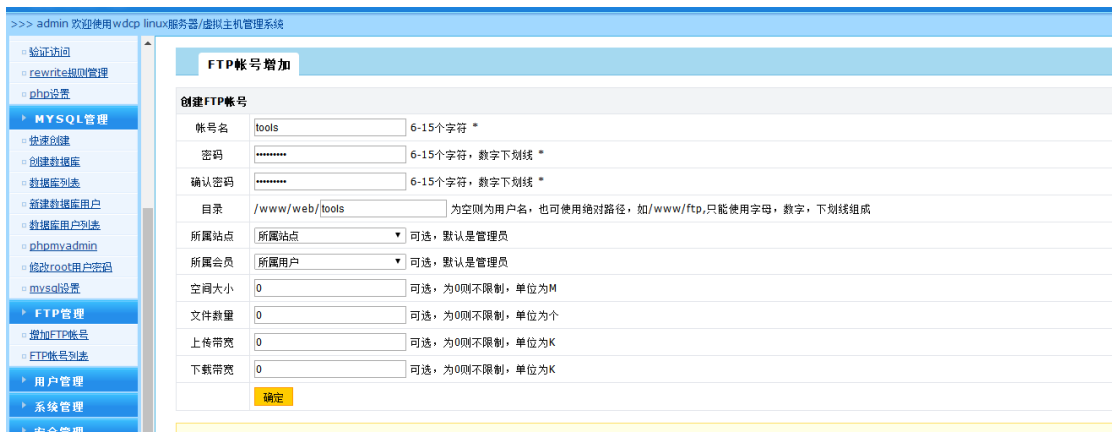 >>> admin 欢迎使用wdcp linux服务器/虚拟主机管理系统
验证访问
rewrite规则管理
php设置
MYSQL管理
快速创建
创建数据库
数据库列表
新建数据库用户
数据库用户列表
phpmyadmin
修改root用户密码
mysql设置
FTP管理
增加FTP帐号
FTP帐号列表
用户管理
系统管理
安全管理
FTP帐号增加
创建FTP帐号
帐号名 tools 6-15个字符 *
密码 ••••••••• 6-15个字符，数字下划线 *
确认密码 ••••••••• 6-15个字符，数字下划线 *
目录 /www/web/ tools 为空则为用户名，也可使用绝对路径，如/www/ftp,只能使用字母，数字，下划线组成
所属站点 所属站点 可选，默认是管理员
所属会员 所属用户 可选，默认是管理员
空间大小 0 可选，为0则不限制，单位为M
文件数量 0 可选，为0则不限制，单位为个
上传带宽 0 可选，为0则不限制，单位为K
下载带宽 0 可选，为0则不限制，单位为K
确定